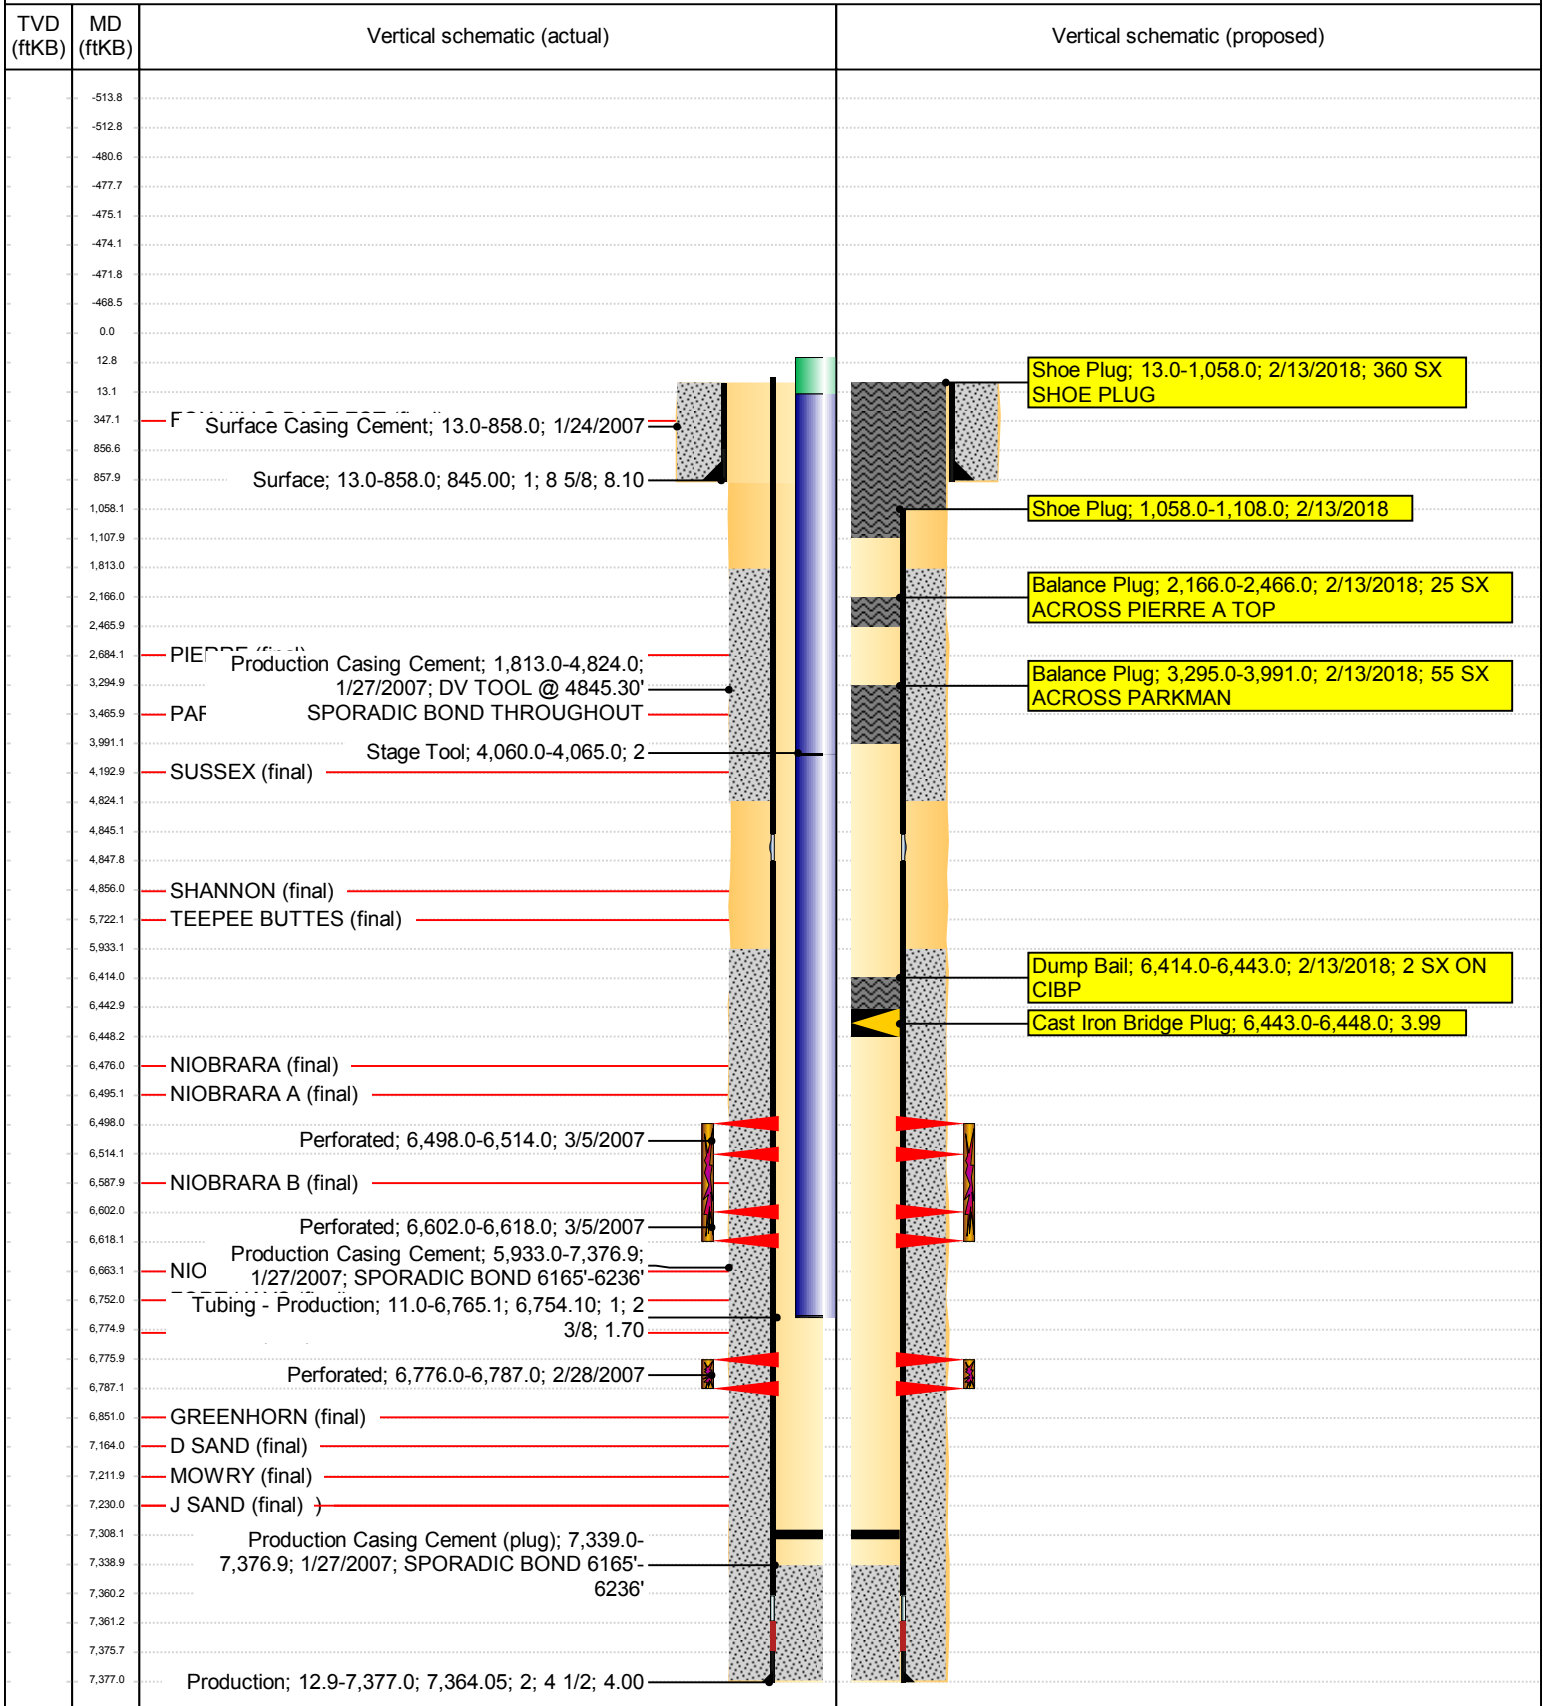 TVD (ftKB)
MD (ftKB)
Vertical schematic (actual)
Vertical schematic (proposed)
-513.8
-512.8
-480.6
-477.7
-475.1
-474.1
-471.8
-468.5
0.0
12.8
13.1
347.1
856.6
857.9
1,058.1
1,107.9
1,813.0
2,166.0
2,465.9
2,684.1
3,294.9
3,465.9
3,991.1
4,192.9
4,824.1
4,845.1
4,847.8
4,856.0
5,722.1
5,933.1
6,414.0
6,442.9
6,448.2
6,476.0
6,495.1
6,498.0
6,514.1
6,587.9
6,602.0
6,618.1
6,663.1
6,752.0
6,774.9
6,775.9
6,787.1
6,851.0
7,164.0
7,211.9
7,230.0
7,308.1
7,338.9
7,360.2
7,361.2
7,375.7
7,377.0
Surface Casing Cement; 13.0-858.0; 1/24/2007
Surface; 13.0-858.0; 845.00; 1; 8 5/8; 8.10
Production Casing Cement; 1,813.0-4,824.0;
1/27/2007; DV TOOL @ 4845.30'
SPORADIC BOND THROUGHOUT
Stage Tool; 4,060.0-4,065.0; 2
SUSSEX (final)
SHANNON (final)
TEEPEE BUTTES (final)
NIOBRARA (final)
NIOBRARA A (final)
Perforated; 6,498.0-6,514.0; 3/5/2007
NIOBRARA B (final)
Perforated; 6,602.0-6,618.0; 3/5/2007
Production Casing Cement; 5,933.0-7,376.9;
NIO
1/27/2007; SPORADIC BOND 6165'-6236'
Tubing - Production; 11.0-6,765.1; 6,754.10; 1; 2
3/8; 1.70
Perforated; 6,776.0-6,787.0; 2/28/2007
GREENHORN (final)
D SAND (final)
MOWRY (final)
J SAND (final) )
Production Casing Cement (plug); 7,339.0-
7,376.9; 1/27/2007; SPORADIC BOND 6165'-
6236'
Production; 12.9-7,377.0; 7,364.05; 2; 4 1/2; 4.00
Shoe Plug; 13.0-1,058.0; 2/13/2018; 360 SX
SHOE PLUG
Shoe Plug; 1,058.0-1,108.0; 2/13/2018
Balance Plug; 2,166.0-2,466.0; 2/13/2018; 25 SX
ACROSS PIERRE A TOP
Balance Plug; 3,295.0-3,991.0; 2/13/2018; 55 SX
ACROSS PARKMAN
Dump Bail; 6,414.0-6,443.0; 2/13/2018; 2 SX ON
CIBP
Cast Iron Bridge Plug; 6,443.0-6,448.0; 3.99